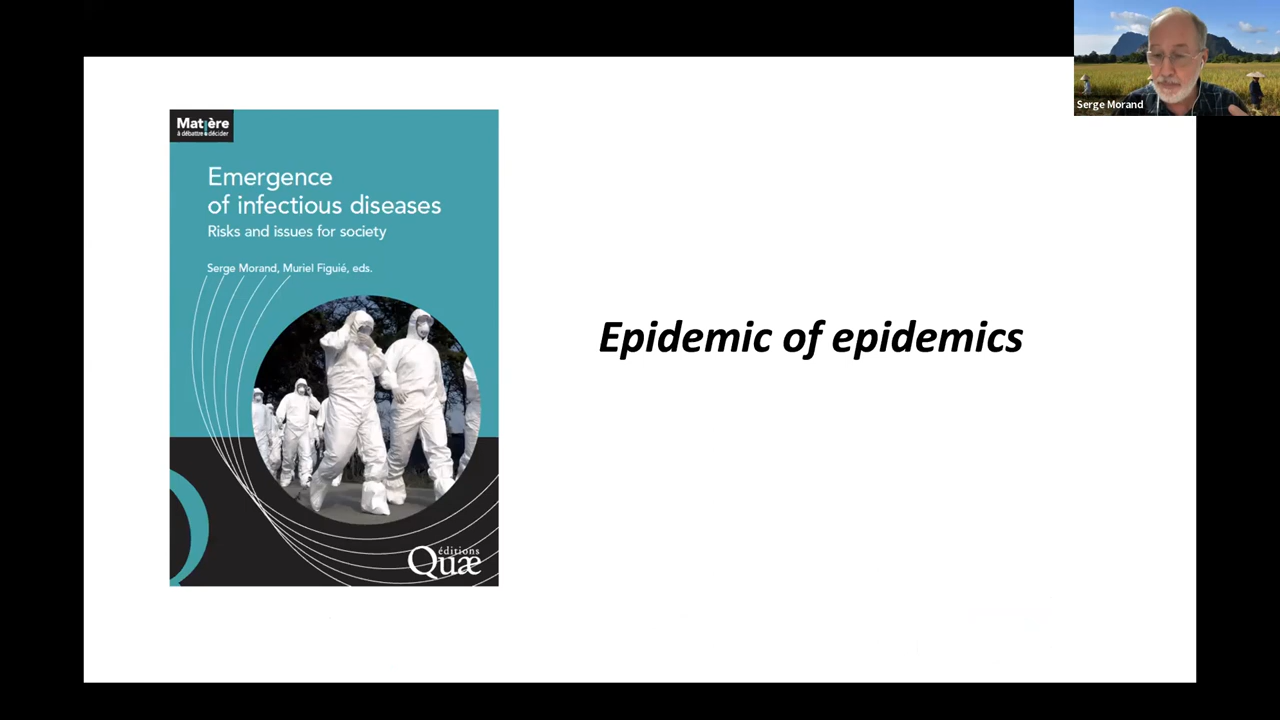 Serge Morand
Matière
à débattre & décider
Emergence
of infectious diseases
Risks and issues for society
Serge Morand, Muriel Figuié, eds.
Epidemic of epidemics
éditions
Quæ